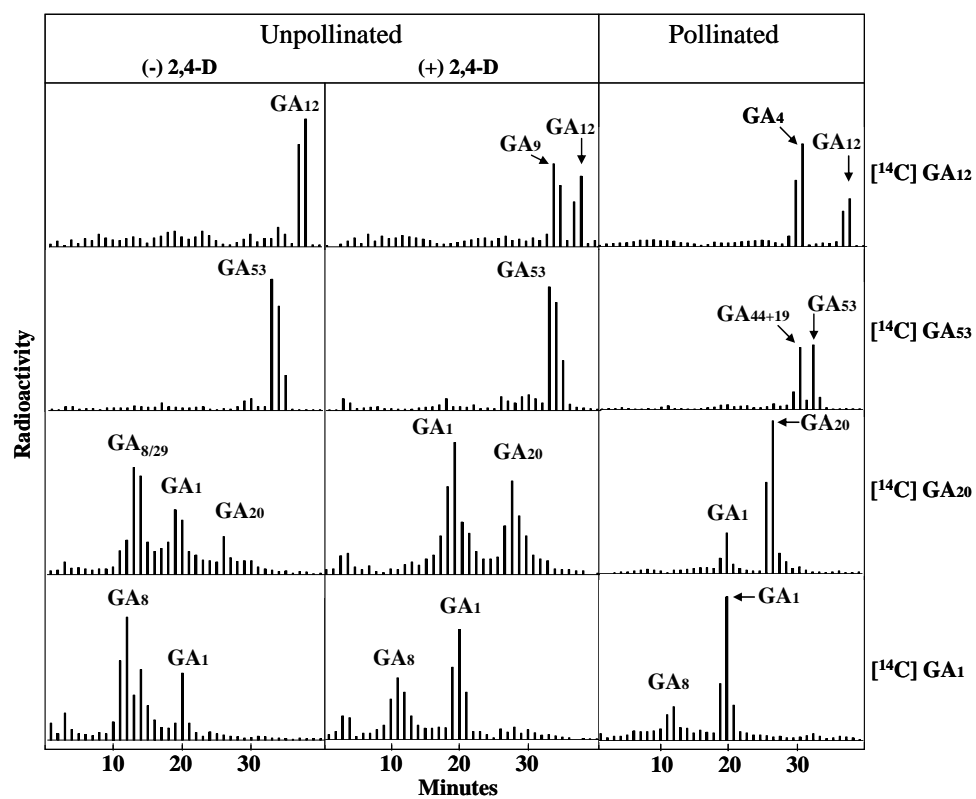 Unpollinated Pollinated
(-) 2,4-D (+) 2,4-D
GA12 GA9 GA12 GA4 GA12 [14C] GA12
GA53 GA53 GA44+19 GA53 [14C] GA53
GA8/29 GA1 GA20 GA1 GA20 GA1 GA20 [14C] GA20
GA8 GA1 GA8 GA1 GA8 GA1 [14C] GA1
Radioactivity
10 20 30 10 20 30 10 20 30
Minutes